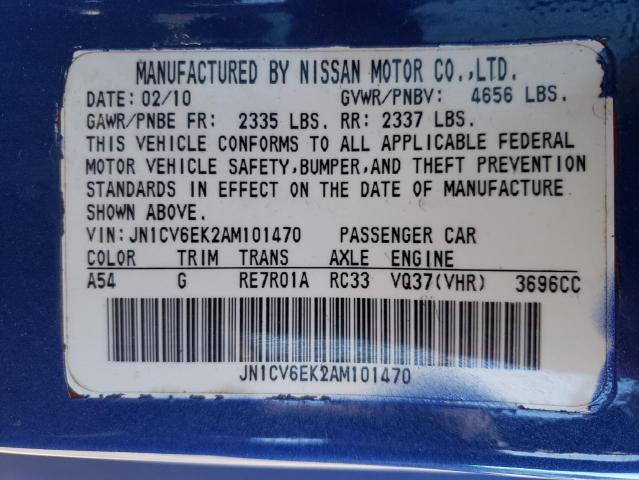 MANUFACTURED BY NISSAN MOTOR CO.,LTD.
DATE: 02/10 GVWR/PNBV: 4656 LBS.
GAWR/PNBE FR: 2335 LBS. RR: 2337 LBS.
THIS VEHICLE CONFORMS TO ALL APPLICABLE FEDERAL
MOTOR VEHICLE SAFETY,BUMPER,AND THEFT PREVENTION
STANDARDS IN EFFECT ON THE DATE OF MANUFACTURE
SHOWN ABOVE.
VIN:JN1CV6EK2AM101470 PASSENGER CAR
COLOR TRIM TRANS AXLE ENGINE
A54 G RE7R01A RC33 VQ37(VHR) 3696CC
JN1CV6EK2AM101470